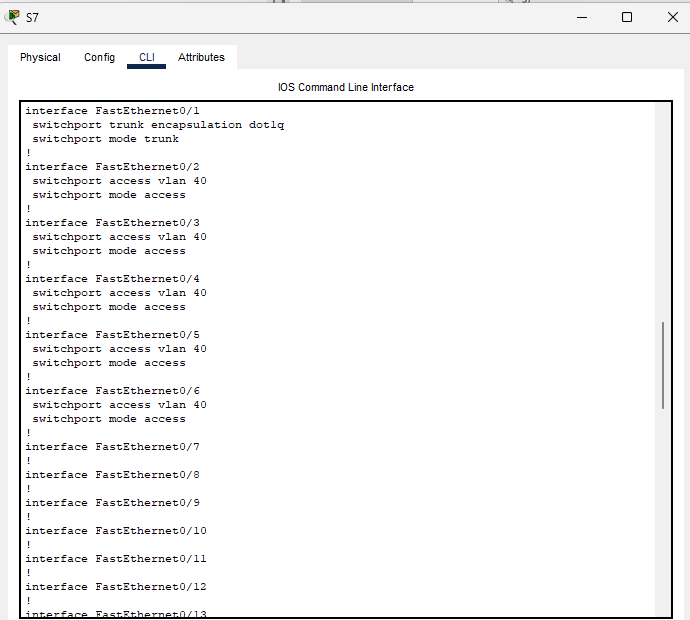 S7
Physical Config CLI Attributes
IOS Command Line Interface
interface FastEthernet0/1
switchport trunk encapsulation dot1q
switchport mode trunk
!
interface FastEthernet0/2
switchport access vlan 40
switchport mode access
!
interface FastEthernet0/3
switchport access vlan 40
switchport mode access
!
interface FastEthernet0/4
switchport access vlan 40
switchport mode access
!
interface FastEthernet0/5
switchport access vlan 40
switchport mode access
!
interface FastEthernet0/6
switchport access vlan 40
switchport mode access
!
interface FastEthernet0/7
!
interface FastEthernet0/8
!
interface FastEthernet0/9
!
interface FastEthernet0/10
!
interface FastEthernet0/11
!
interface FastEthernet0/12
!
interface FastEthernet0/13